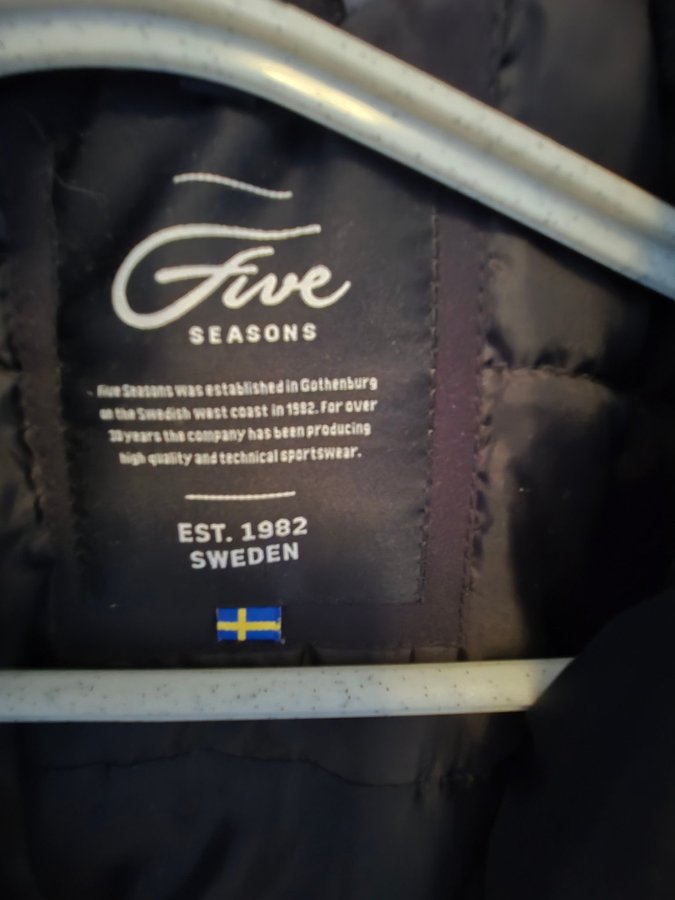 Five
SEASONS
Five Seasons was established in Gothenburg
on the Swedish west coast in 1982. For over
30 years the company has been producing
high quality and technical sportswear.
EST. 1982
SWEDEN